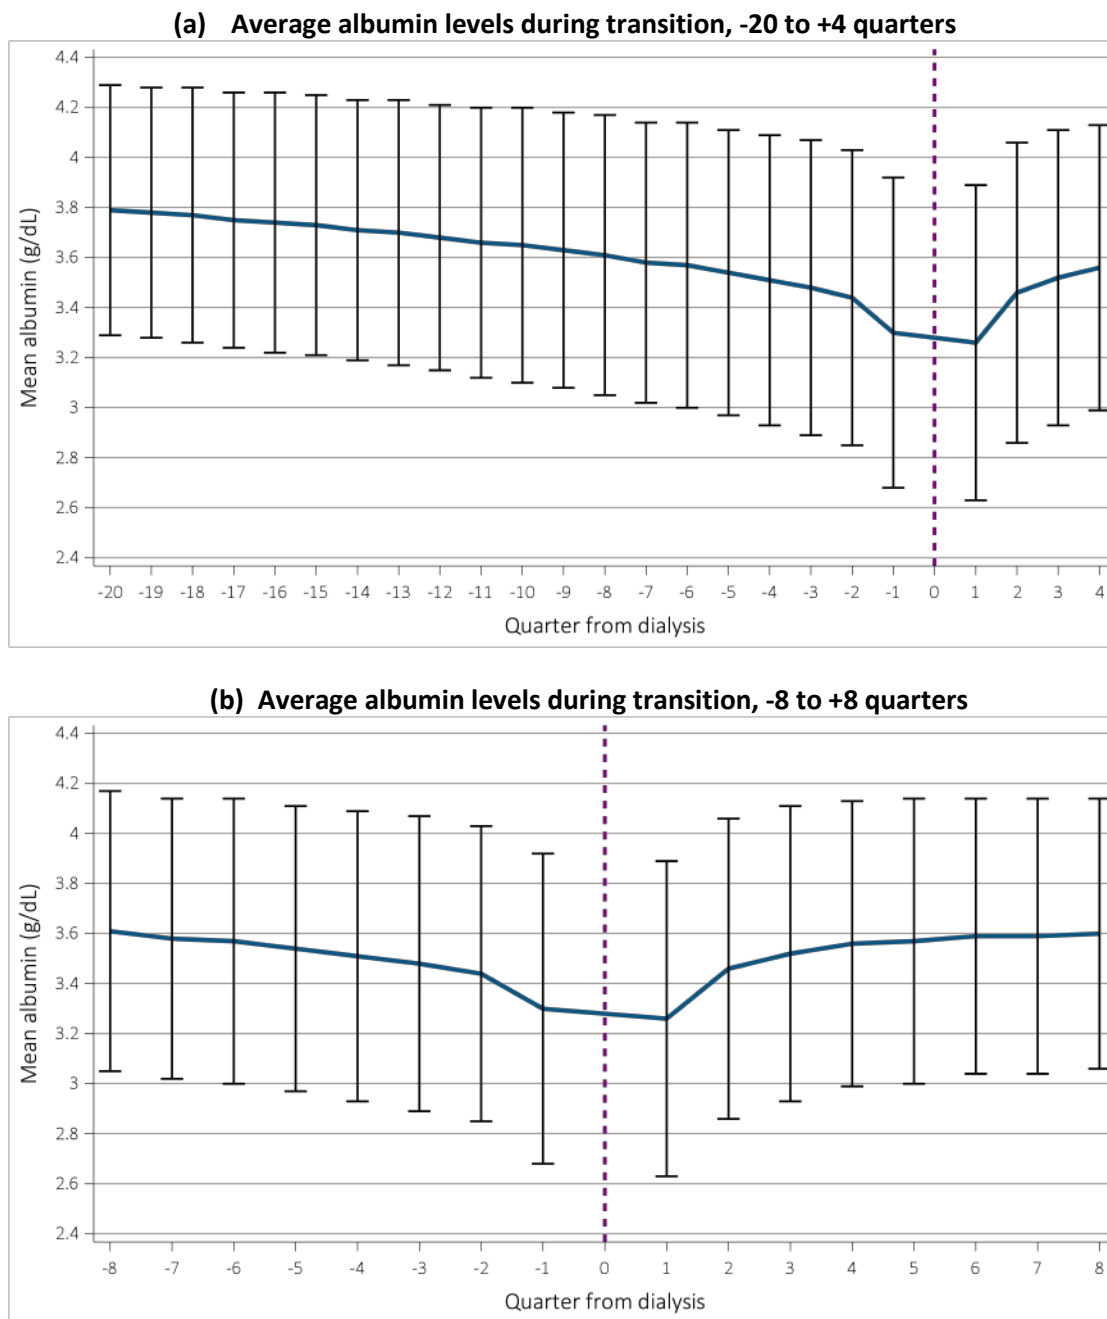 (a) Average albumin levels during transition, -20 to +4 quarters
Mean albumin (g/dL)
4.4
4.2
4
3.8
3.6
3.4
3.2
3
2.8
2.6
2.4
-20 -19 -18 -17 -16 -15 -14 -13 -12 -11 -10 -9 -8 -7 -6 -5 -4 -3 -2 -1 0 1 2 3 4
Quarter from dialysis
(b) Average albumin levels during transition, -8 to +8 quarters
Mean albumin (g/dL)
4.4
4.2
4
3.8
3.6
3.4
3.2
3
2.8
2.6
2.4
-8 -7 -6 -5 -4 -3 -2 -1 0 1 2 3 4 5 6 7 8
Quarter from dialysis